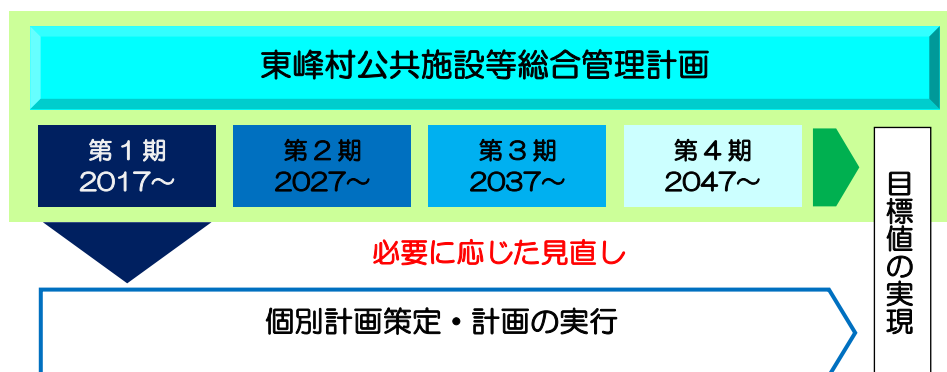 東峰村公共施設等総合管理計画
第１期
2017～
第２期
2027～
第３期
2037～
第４期
2047～
目標値の実現
必要に応じた見直し
個別計画策定・計画の実行